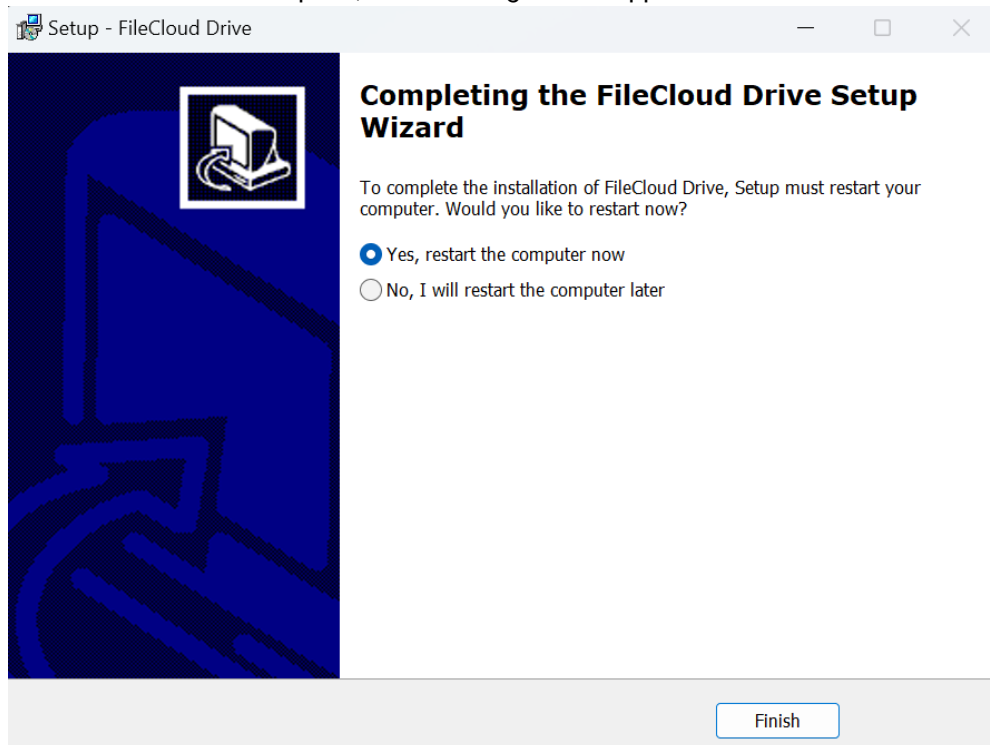 Setup - FileCloud Drive
Completing the FileCloud Drive Setup
Wizard
To complete the installation of FileCloud Drive, Setup must restart your
computer. Would you like to restart now?
Yes, restart the computer now
No, I will restart the computer later
Finish